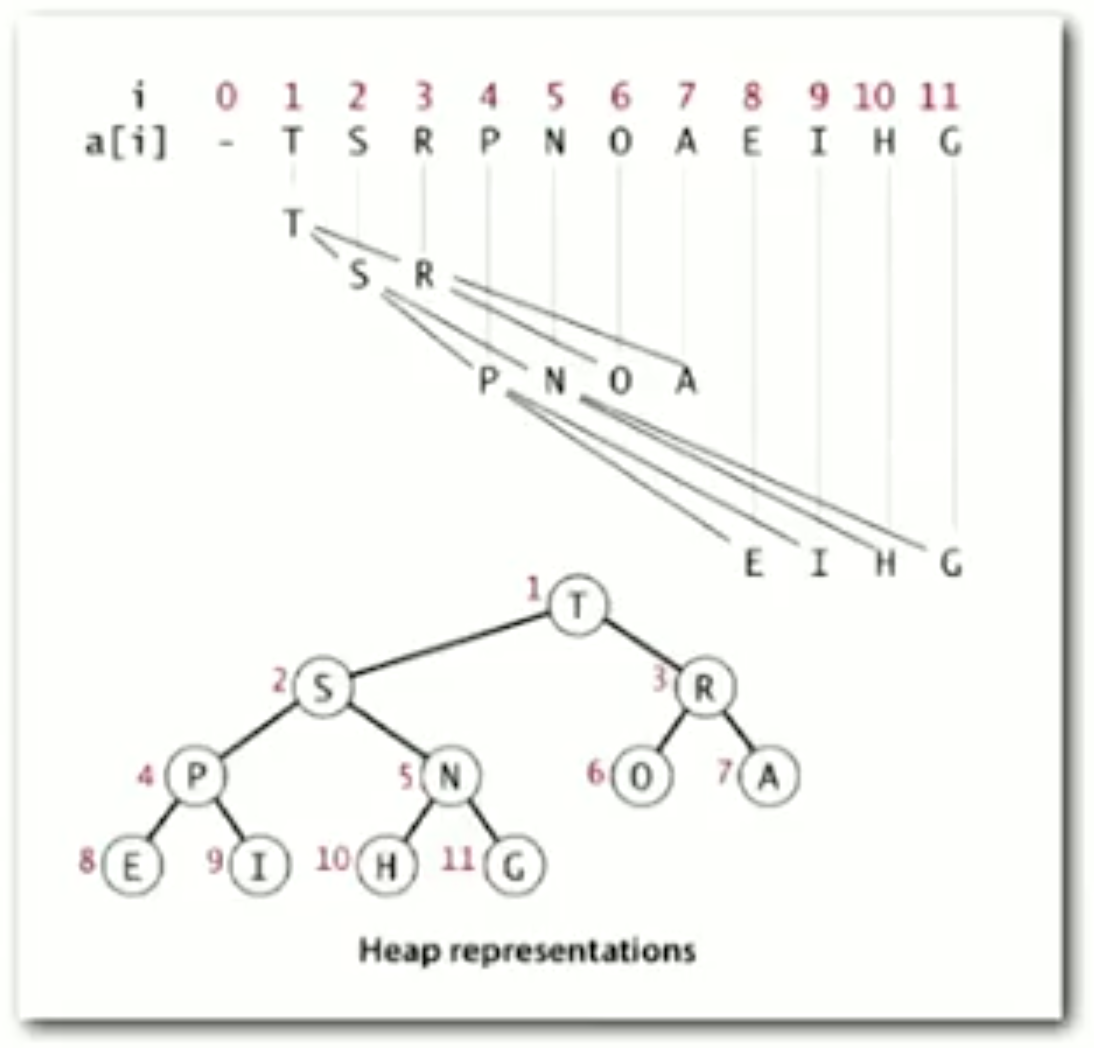 i 0 1 2 3 4 5 6 7 8 9 10 11
a[i] - T S R P N O A E I H G
T
S R
P N O A
E I H G
1 T
2 S 3 R
4 P 5 N 6 O 7 A
8 E 9 I 10 H 11 G
Heap representations